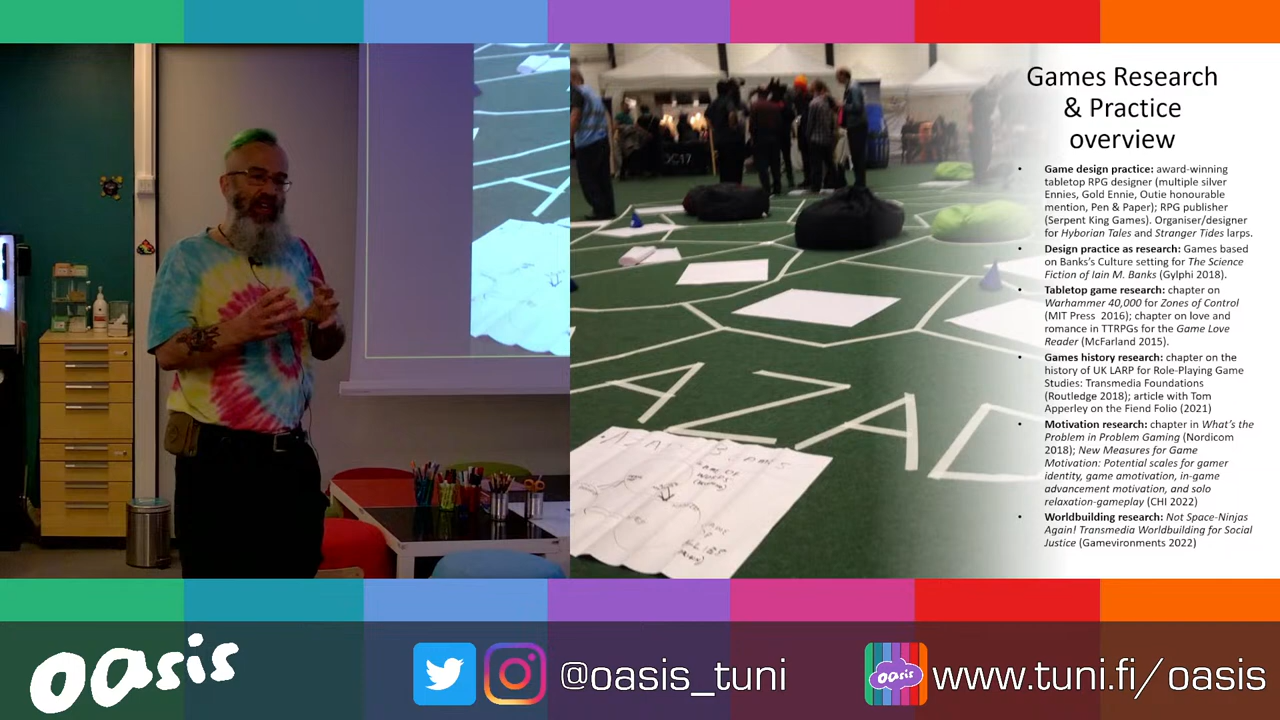 Games Research
& Practice
overview
• Game design practice: award-winning
tabletop RPG designer (multiple silver
Ennies, Gold Ennie, Outie honourable
mention, Pen & Paper); RPG publisher
(Serpent King Games). Organiser/designer
for Hyborian Tales and Stranger Tides larps.
• Design practice as research: Games based
on Banks's Culture setting for The Science
Fiction of Iain M. Banks (Gylphi 2018).
• Tabletop game research: chapter on
Warhammer 40,000 for Zones of Control
(MIT Press 2016); chapter on love and
romance in TTRPGs for the Game Love
Reader (McFarland 2015).
• Games history research: chapter on the
history of UK LARP for Role-Playing Game
Studies: Transmedia Foundations
(Routledge 2018); article with Tom
Apperley on the Fiend Folio (2021)
• Motivation research: chapter in What's the
Problem in Problem Gaming (Nordicom
2018); New Measures for Game
Motivation: Potential scales for gamer
identity, game amotivation, in-game
advancement motivation, and solo
relaxation-gameplay (CHI 2022)
• Worldbuilding research: Not Space-Ninjas
Again! Transmedia Worldbuilding for Social
Justice (Gamevironments 2022)
OC17
AZAD
AZAD
oasis
@oasis_tuni
oasis
www.tuni.fi/oasis